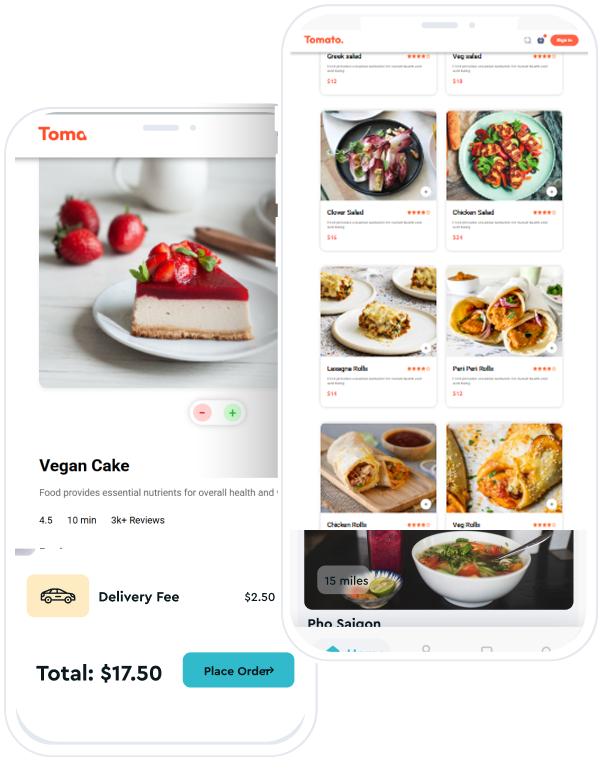 Toma
Vegan Cake
Food provides essential nutrients for overall health and
4.5 10 min 3k+ Reviews
Delivery Fee $2.50
Total: $17.50 Place Order
Tomato.
Sign in
Greek salad Veg salad
$12 $18
Clover Salad Chicken Salad
$16 $24
Lasagna Rolls Peri Peri Rolls
$14 $12
Chicken Rolls Veg Rolls
15 miles
Pho Saigon
Home